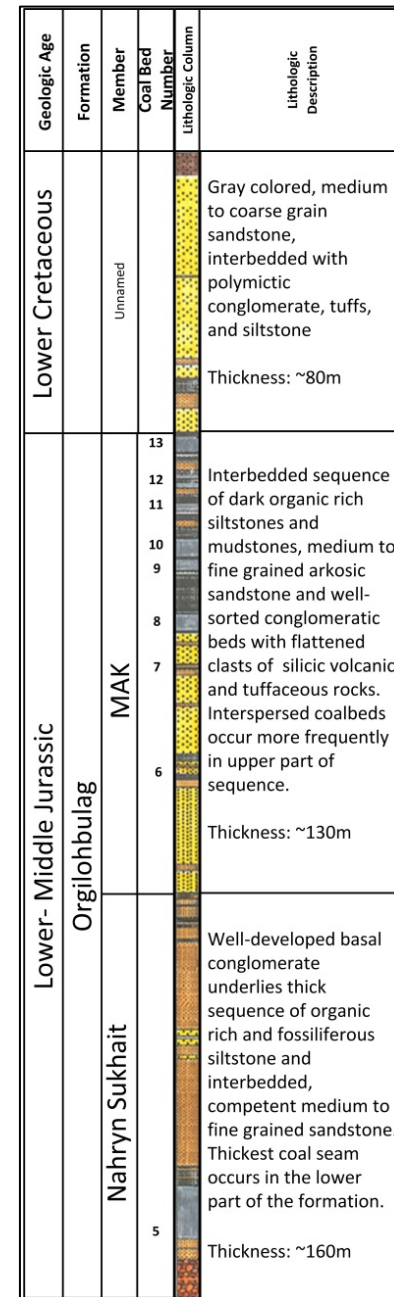 Geologic Age
Formation
Member
Coal Bed
Number
Lithologic Column
Lithologic
Description
Lower Cretaceous
Unnamed
Gray colored, medium
to coarse grain
sandstone,
interbedded with
polymictic
conglomerate, tuffs,
and siltstone
Thickness: ~80m
Lower- Middle Jurassic
Orgilohbulag
MAK
13
12
11
10
9
8
7
6
Interbedded sequence
of dark organic rich
siltstones and
mudstones, medium to
fine grained arkosic
sandstone and well-
sorted conglomeratic
beds with flattened
clasts of silicic volcanic
and tuffaceous rocks.
Interspersed coalbeds
occur more frequently
in upper part of
sequence.
Thickness: ~130m
Nahryn Sukhait
5
Well-developed basal
conglomerate
underlies thick
sequence of organic
rich and fossiliferous
siltstone and
interbedded,
competent medium to
fine grained sandstone.
Thickest coal seam
occurs in the lower
part of the formation.
Thickness: ~160m